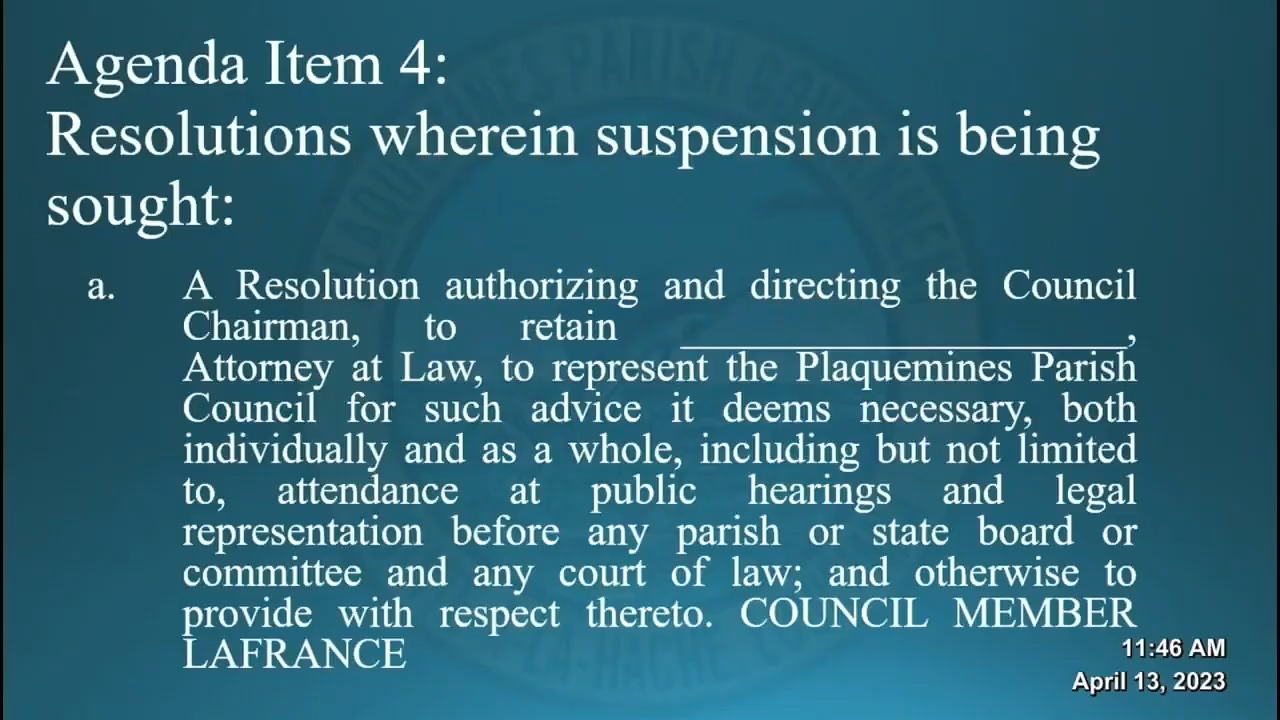 Agenda Item 4:
Resolutions wherein suspension is being
sought:
a. A Resolution authorizing and directing the Council
Chairman, to retain ______________________,
Attorney at Law, to represent the Plaquemines Parish
Council for such advice it deems necessary, both
individually and as a whole, including but not limited
to, attendance at public hearings and legal
representation before any parish or state board or
committee and any court of law; and otherwise to
provide with respect thereto. COUNCIL MEMBER
LAFRANCE
11:46 AM
April 13, 2023